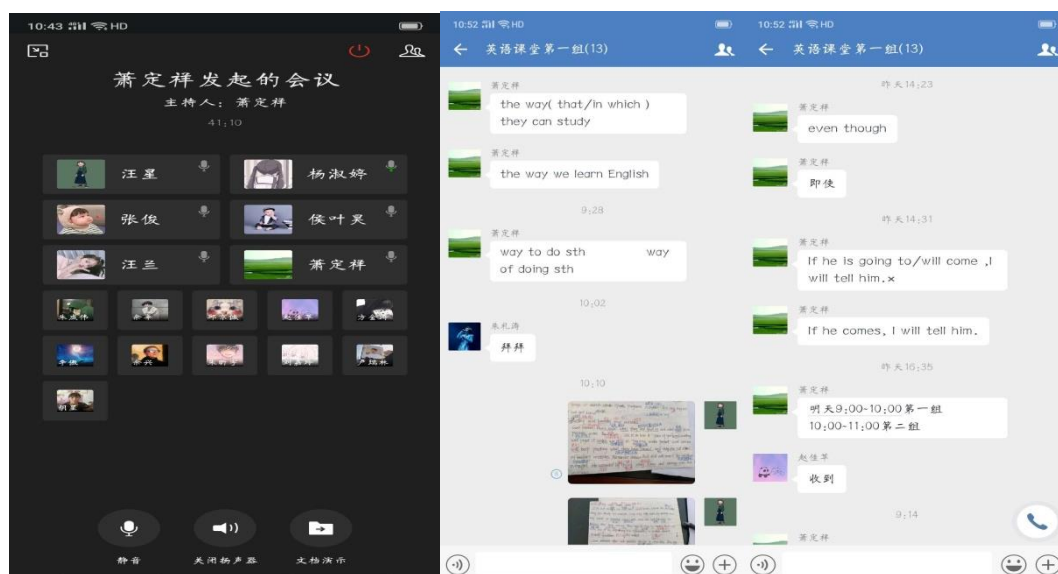 10:43 HD
萧定祥发起的会议
主持人：萧定祥
41:10
汪星
杨淑婷
张俊
侯叶昊
汪兰
萧定祥
静音
关闭扬声器
文档演示
10:52 HD
英语课堂第一组(13)
萧定祥
the way( that/in which )
they can study
萧定祥
the way we learn English
9:28
萧定祥
way to do sth way
of doing sth
10:02
朱礼涛
拜拜
10:10
10:52 HD
英语课堂第一组(13)
昨天14:23
萧定祥
even though
萧定祥
即使
昨天14:31
萧定祥
If he is going to/will come ,I
will tell him.×
萧定祥
If he comes, I will tell him.
昨天16:35
萧定祥
明天9:00-10:00第一组
10:00-11:00第二组
赵佳苹
收到
9:14
萧定祥